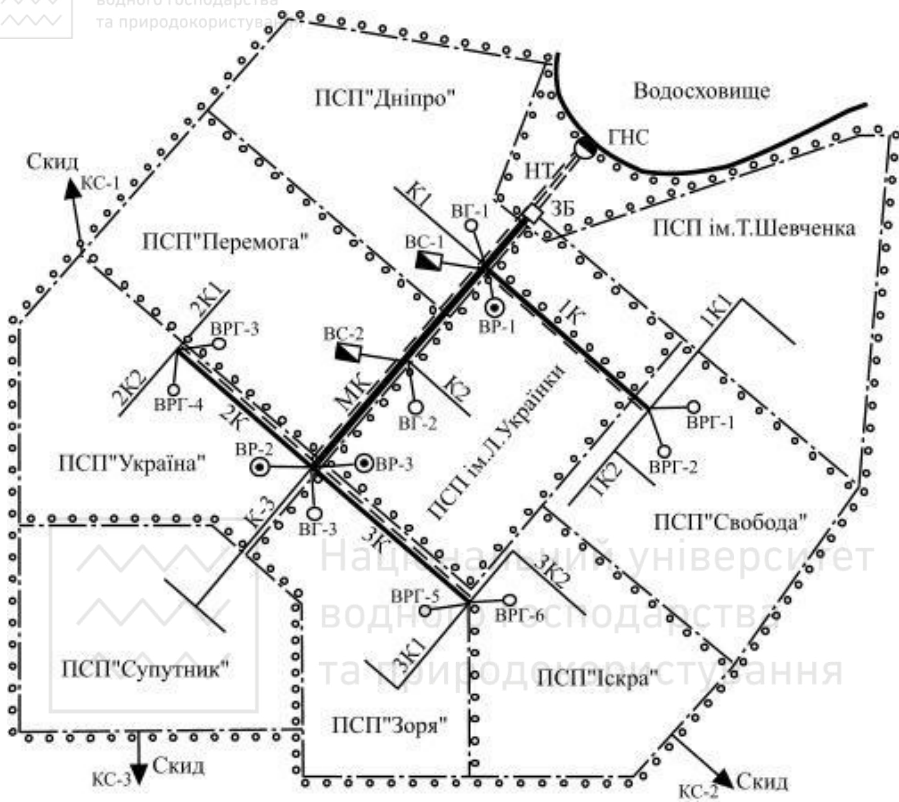 водного господарства
та природокористування
ПСП"Дніпро"
Водосховище
ГНС
НТ
Скид
КС-1
К1
ВГ-1
ЗБ
ПСП ім.Т.Шевченка
ПСП"Перемога"
ВС-1
ВР-1
1К
1К1
2К1
ВРГ-3
ВС-2
МК
К2
2К2
ВРГ-4
2К
ВГ-2
ПСП ім.Л.Українки
ВРГ-1
ВРГ-2
1К2
ПСП"Україна"
ВР-2
ВР-3
К-3
ВГ-3
3К
ПСП"Свобода"
Національний університет
водного господарства
та природокористування
3К2
ВРГ-5
ВРГ-6
3К1
ПСП"Супутник"
ПСП"Іскра"
ПСП"Зоря"
КС-3
Скид
КС-2
Скид